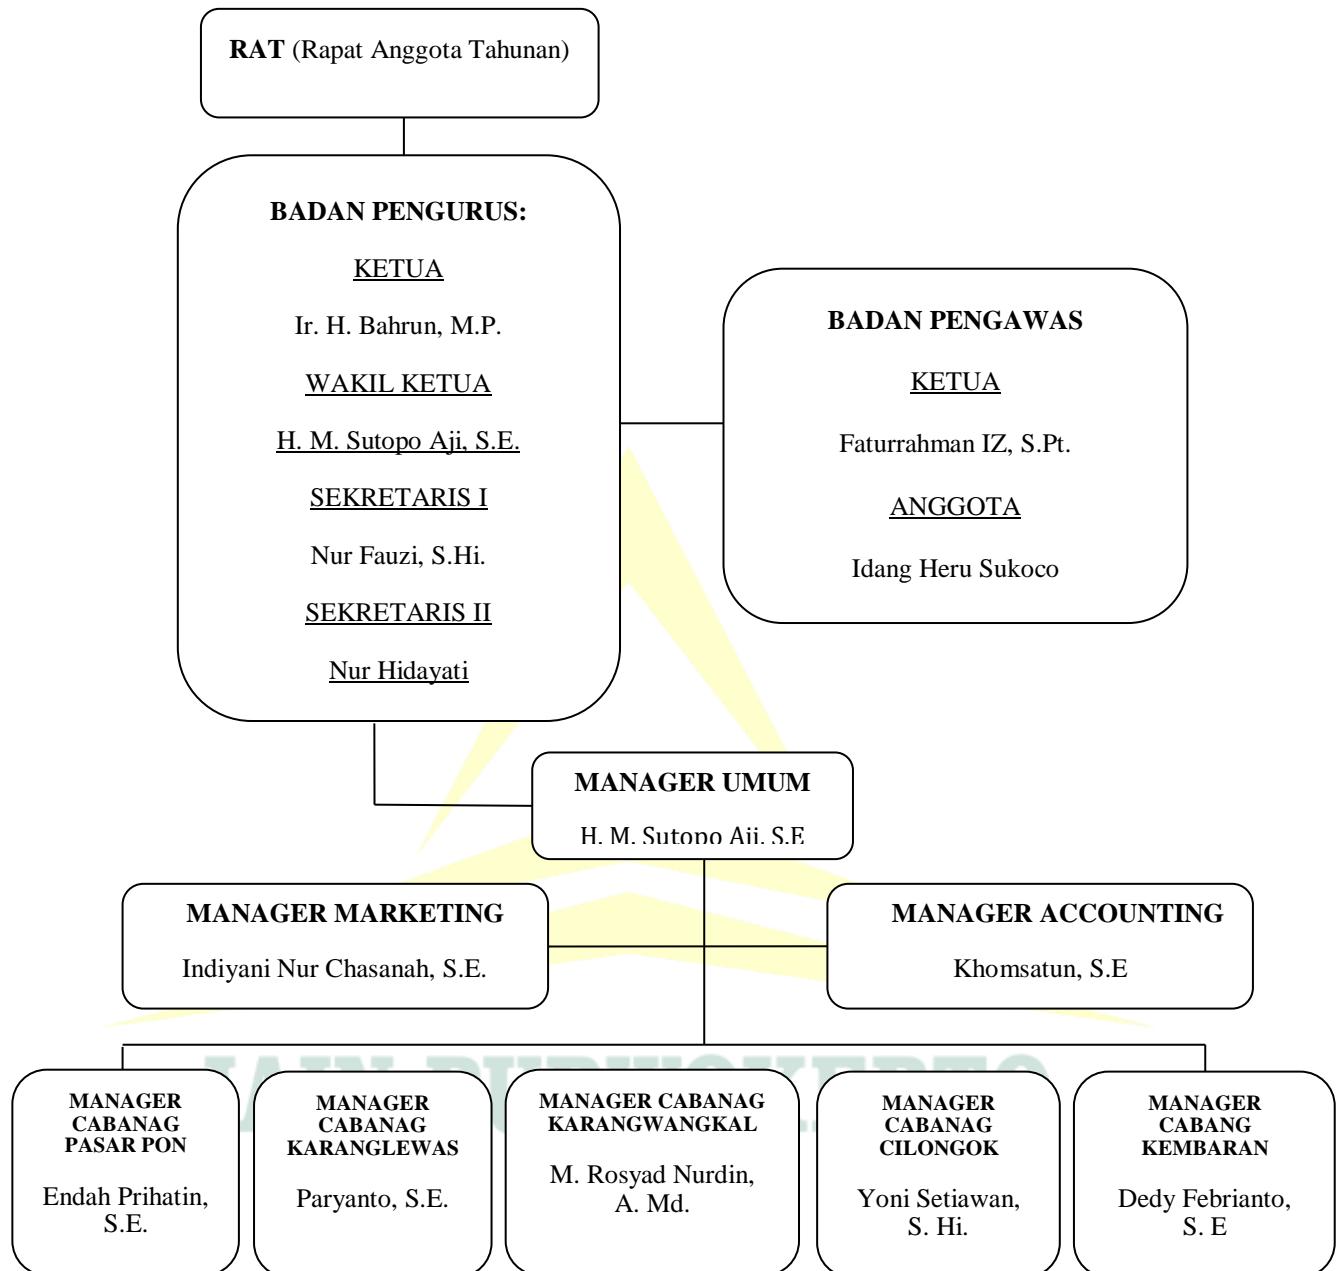 RAT (Rapat Anggota Tahunan)
BADAN PENGURUS:
KETUA
Ir. H. Bahrun, M.P.
WAKIL KETUA
H. M. Sutopo Aji, S.E.
SEKRETARIS I
Nur Fauzi, S.Hi.
SEKRETARIS II
Nur Hidayati
BADAN PENGAWAS
KETUA
Faturrahman IZ, S.Pt.
ANGGOTA
Idang Heru Sukoco
MANAGER UMUM
H. M. Sutopo Aji, S.E
MANAGER MARKETING
Indiyani Nur Chasanah, S.E.
MANAGER ACCOUNTING
Khomsatun, S.E
IAIN PURWOKERTO
MANAGER
CABANAG
PASAR PON
Endah Prihatin,
S.E.
MANAGER
CABANAG
KARANGLEWAS
Paryanto, S.E.
MANAGER CABANAG
KARANGWANGKAL
M. Rosyad Nurdin,
A. Md.
MANAGER
CABANAG
CILONGOK
Yoni Setiawan,
S. Hi.
MANAGER
CABANG
KEMBARAN
Dedy Febrianto,
S. E